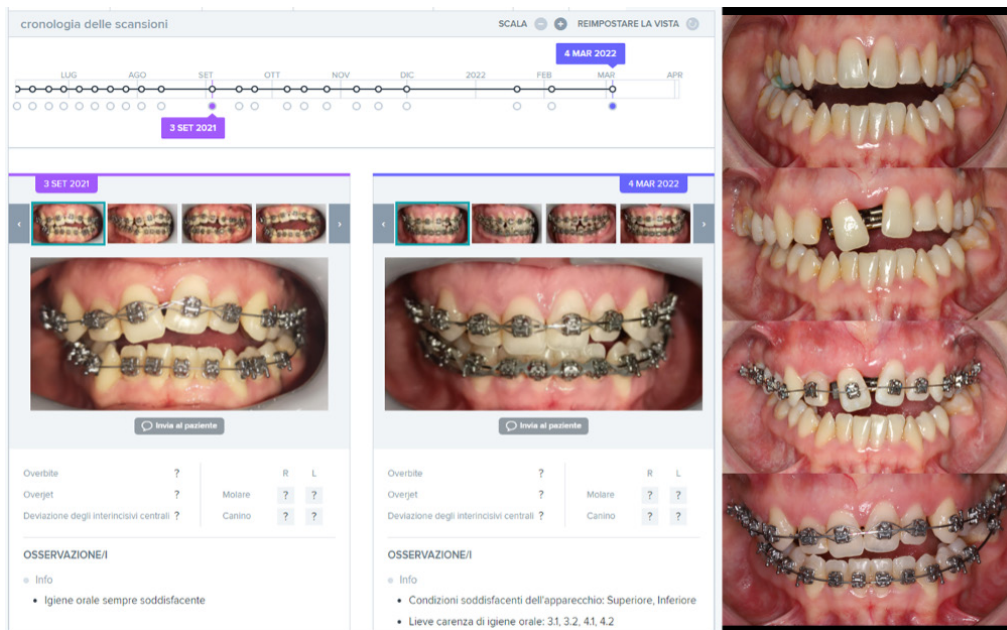 cronologia delle scansioni
SCALA
REIMPOSTARE LA VISTA
4 MAR 2022
LUG AGO SET OTT NOV DIC 2022 FEB MAR APR
3 SET 2021
3 SET 2021
Invia al paziente
Overbite ? R L
Overjet ? Molare ? ?
Deviazione degli interincisivi centrali ? Canino ? ?
OSSERVAZIONE/I
Info
Igiene orale sempre soddisfacente
4 MAR 2022
Invia al paziente
Overbite ? R L
Overjet ? Molare ? ?
Deviazione degli interincisivi centrali ? Canino ? ?
OSSERVAZIONE/I
Info
Condizioni soddisfacenti dell'apparecchio: Superiore, Inferiore
Lieve carenza di igiene orale: 3.1, 3.2, 4.1, 4.2